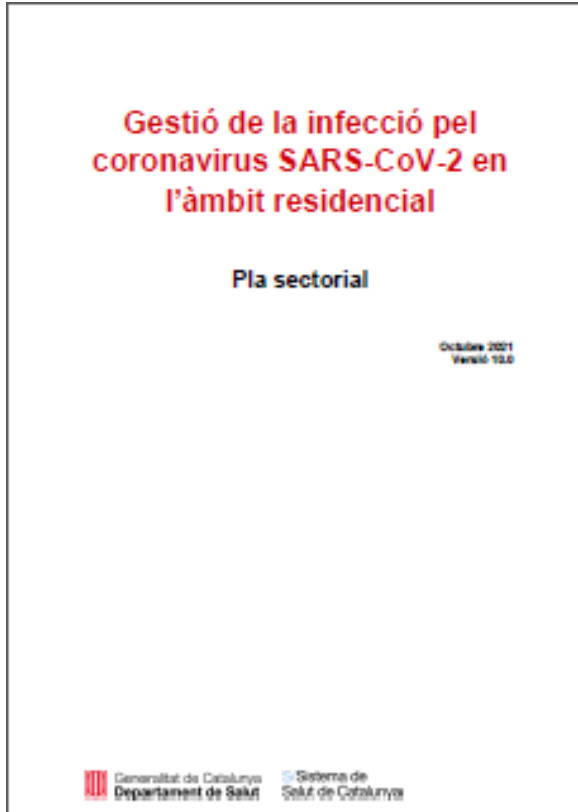 Gestió de la infecció pel
coronavirus SARS-CoV-2 en
l'àmbit residencial
Pla sectorial
Octubre 2021
Versió 10.0
Generalitat de Catalunya
Departament de Salut
Sistema de
Salut de Catalunya